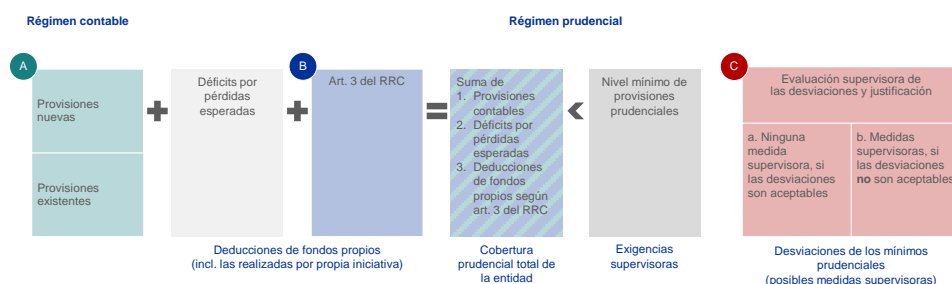 Régimen contable
Régimen prudencial
A
Provisiones
nuevas
Provisiones
existentes
Déficits por
pérdidas
esperadas
B
Art. 3 del RRC
Deducciones de fondos propios
(incl. las realizadas por propia iniciativa)
Suma de
1. Provisiones
contables
2. Déficits por
pérdidas
esperadas
3. Deducciones
de fondos
propios según
art. 3 del RRC
Cobertura
prudencial total de
la entidad
Nivel mínimo de
provisiones
prudenciales
Exigencias
supervisoras
C
Evaluación supervisora de
las desviaciones y justificación
a. Ninguna
medida
supervisora, si
las desviaciones
son aceptables
b. Medidas
supervisoras, si
las desviaciones
no son aceptables
Desviaciones de los mínimos
prudenciales
(posibles medidas supervisoras)